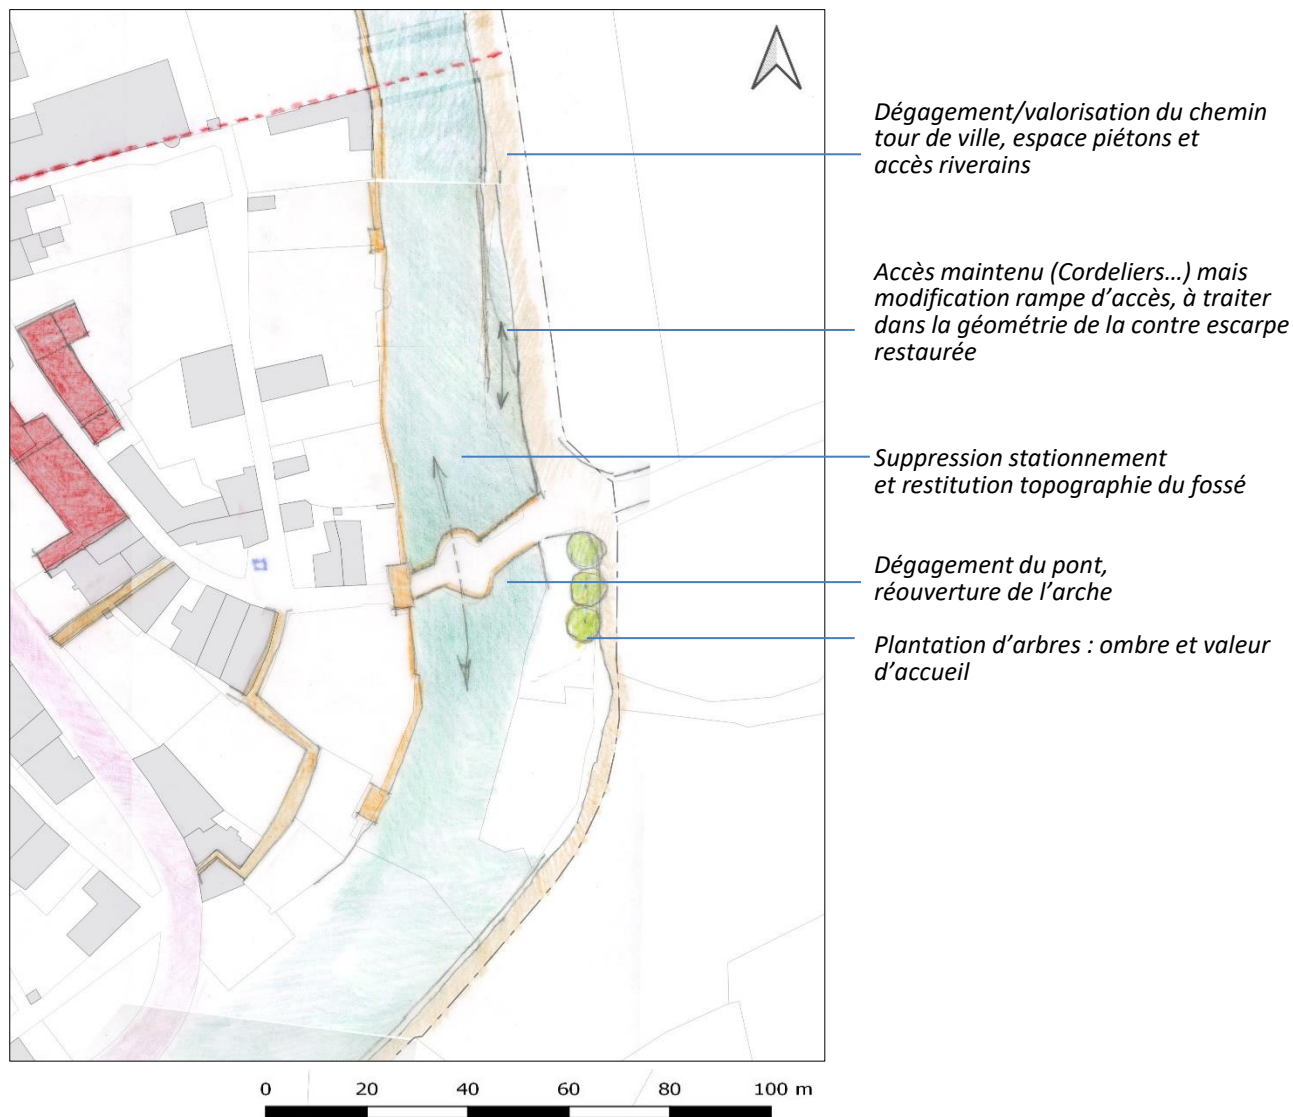 Dégagement/valorisation du chemin
tour de ville, espace piétons et
accès riverains
Accès maintenu (Cordeliers…) mais
modification rampe d’accès, à traiter
dans la géométrie de la contre escarpe
restaurée
Suppression stationnement
et restitution topographie du fossé
Dégagement du pont,
réouverture de l’arche
Plantation d’arbres : ombre et valeur
d’accueil
0 20 40 60 80 100 m